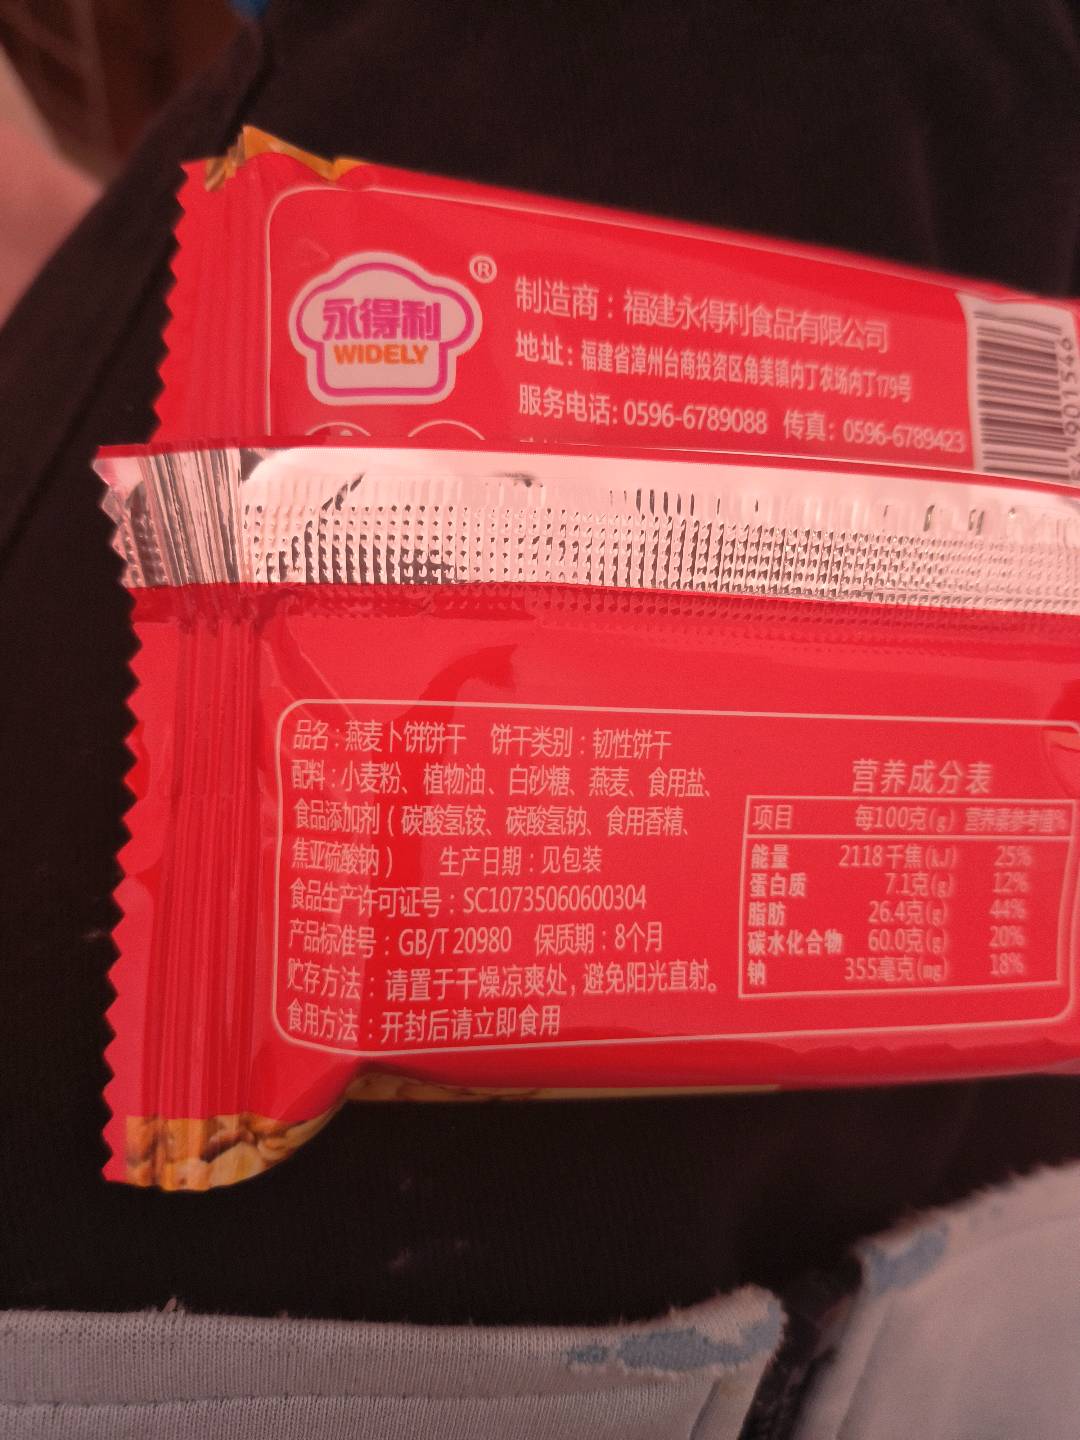 永得利
WIDELY
®
制造商：福建永得利食品有限公司
地址：福建省漳州台商投资区角美镇内丁农场内丁179号
服务电话: 0596-6789088 传真: 0596-6789423
品名：燕麦卜饼饼干 饼干类别：韧性饼干
配料：小麦粉、植物油、白砂糖、燕麦、食用盐、
食品添加剂（碳酸氢铵、碳酸氢钠、食用香精、
焦亚硫酸钠） 生产日期：见包装
食品生产许可证号：SC10735060600304
产品标准号：GB/T 20980 保质期：8个月
贮存方法：请置于干燥凉爽处，避免阳光直射。
食用方法：开封后请立即食用
营养成分表
项目 每100克(g) 营养素参考值%
能量 2118千焦(kJ) 25%
蛋白质 7.1克(g) 12%
脂肪 26.4克(g) 44%
碳水化合物 60.0克(g) 20%
钠 355毫克(mg) 18%